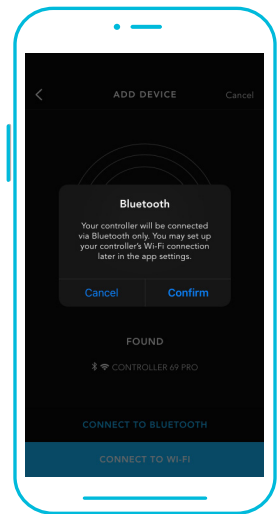 ADD DEVICE Cancel
Bluetooth
Your controller will be connected
via Bluetooth only. You may set up
your controller's Wi-Fi connection
later in the app settings.
Cancel Confirm
FOUND
CONTROLLER 69 PRO
CONNECT TO BLUETOOTH
CONNECT TO WI-FI